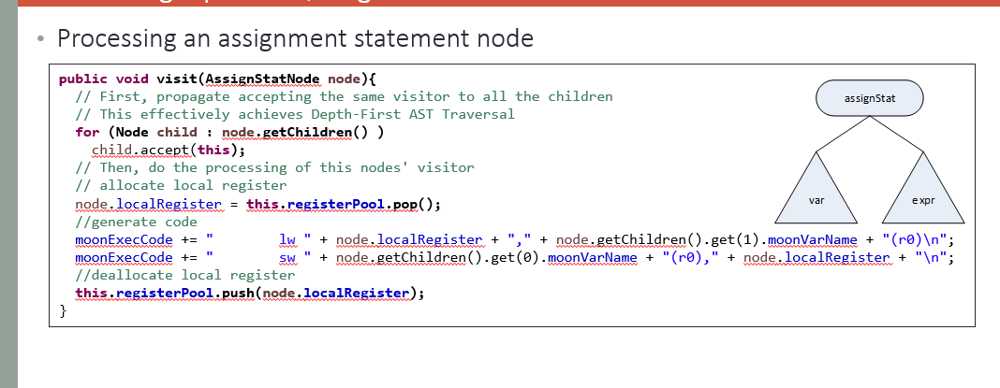 • Processing an assignment statement node
public void visit(AssignStatNode node){
// First, propagate accepting the same visitor to all the children
// This effectively achieves Depth-First AST Traversal
for (Node child : node.getChildren() )
child.accept(this);
// Then, do the processing of this nodes' visitor
// allocate local register
node.localRegister = this.registerPool.pop();
//generate code
moonExecCode += "        lw " + node.localRegister + "," + node.getChildren().get(1).moonVarName + "(r0)\n";
moonExecCode += "        sw " + node.getChildren().get(0).moonVarName + "(r0)," + node.localRegister + "\n";
//deallocate local register
this.registerPool.push(node.localRegister);
}
assignStat
var
expr